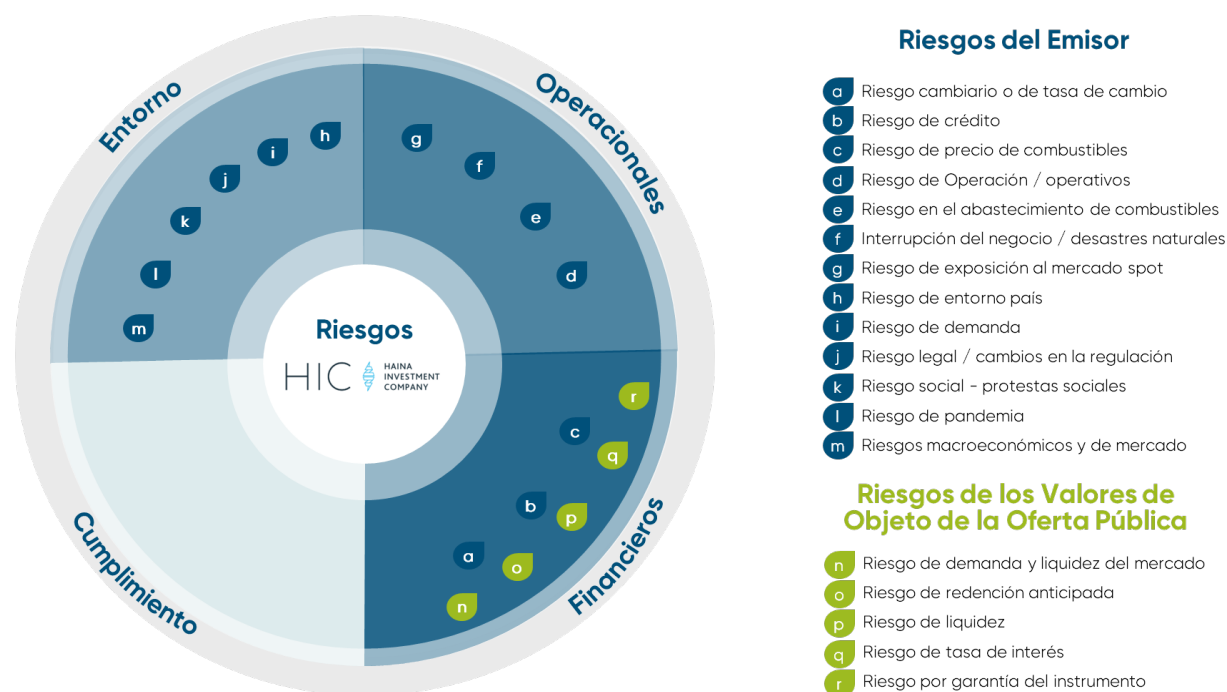 Entorno
Operacionales
h
g
i
f
j
k
e
l
d
m
Riesgos
HIC
HAINA
INVESTMENT
COMPANY
r
c
q
b
p
a
o
n
Cumplimiento
Financieros
Riesgos del Emisor
a Riesgo cambiario o de tasa de cambio
b Riesgo de crédito
c Riesgo de precio de combustibles
d Riesgo de Operación / operativos
e Riesgo en el abastecimiento de combustibles
f Interrupción del negocio / desastres naturales
g Riesgo de exposición al mercado spot
h Riesgo de entorno país
i Riesgo de demanda
j Riesgo legal / cambios en la regulación
k Riesgo social - protestas sociales
l Riesgo de pandemia
m Riesgos macroeconómicos y de mercado
Riesgos de los Valores de
Objeto de la Oferta Pública
n Riesgo de demanda y liquidez del mercado
o Riesgo de redención anticipada
p Riesgo de liquidez
q Riesgo de tasa de interés
r Riesgo por garantía del instrumento